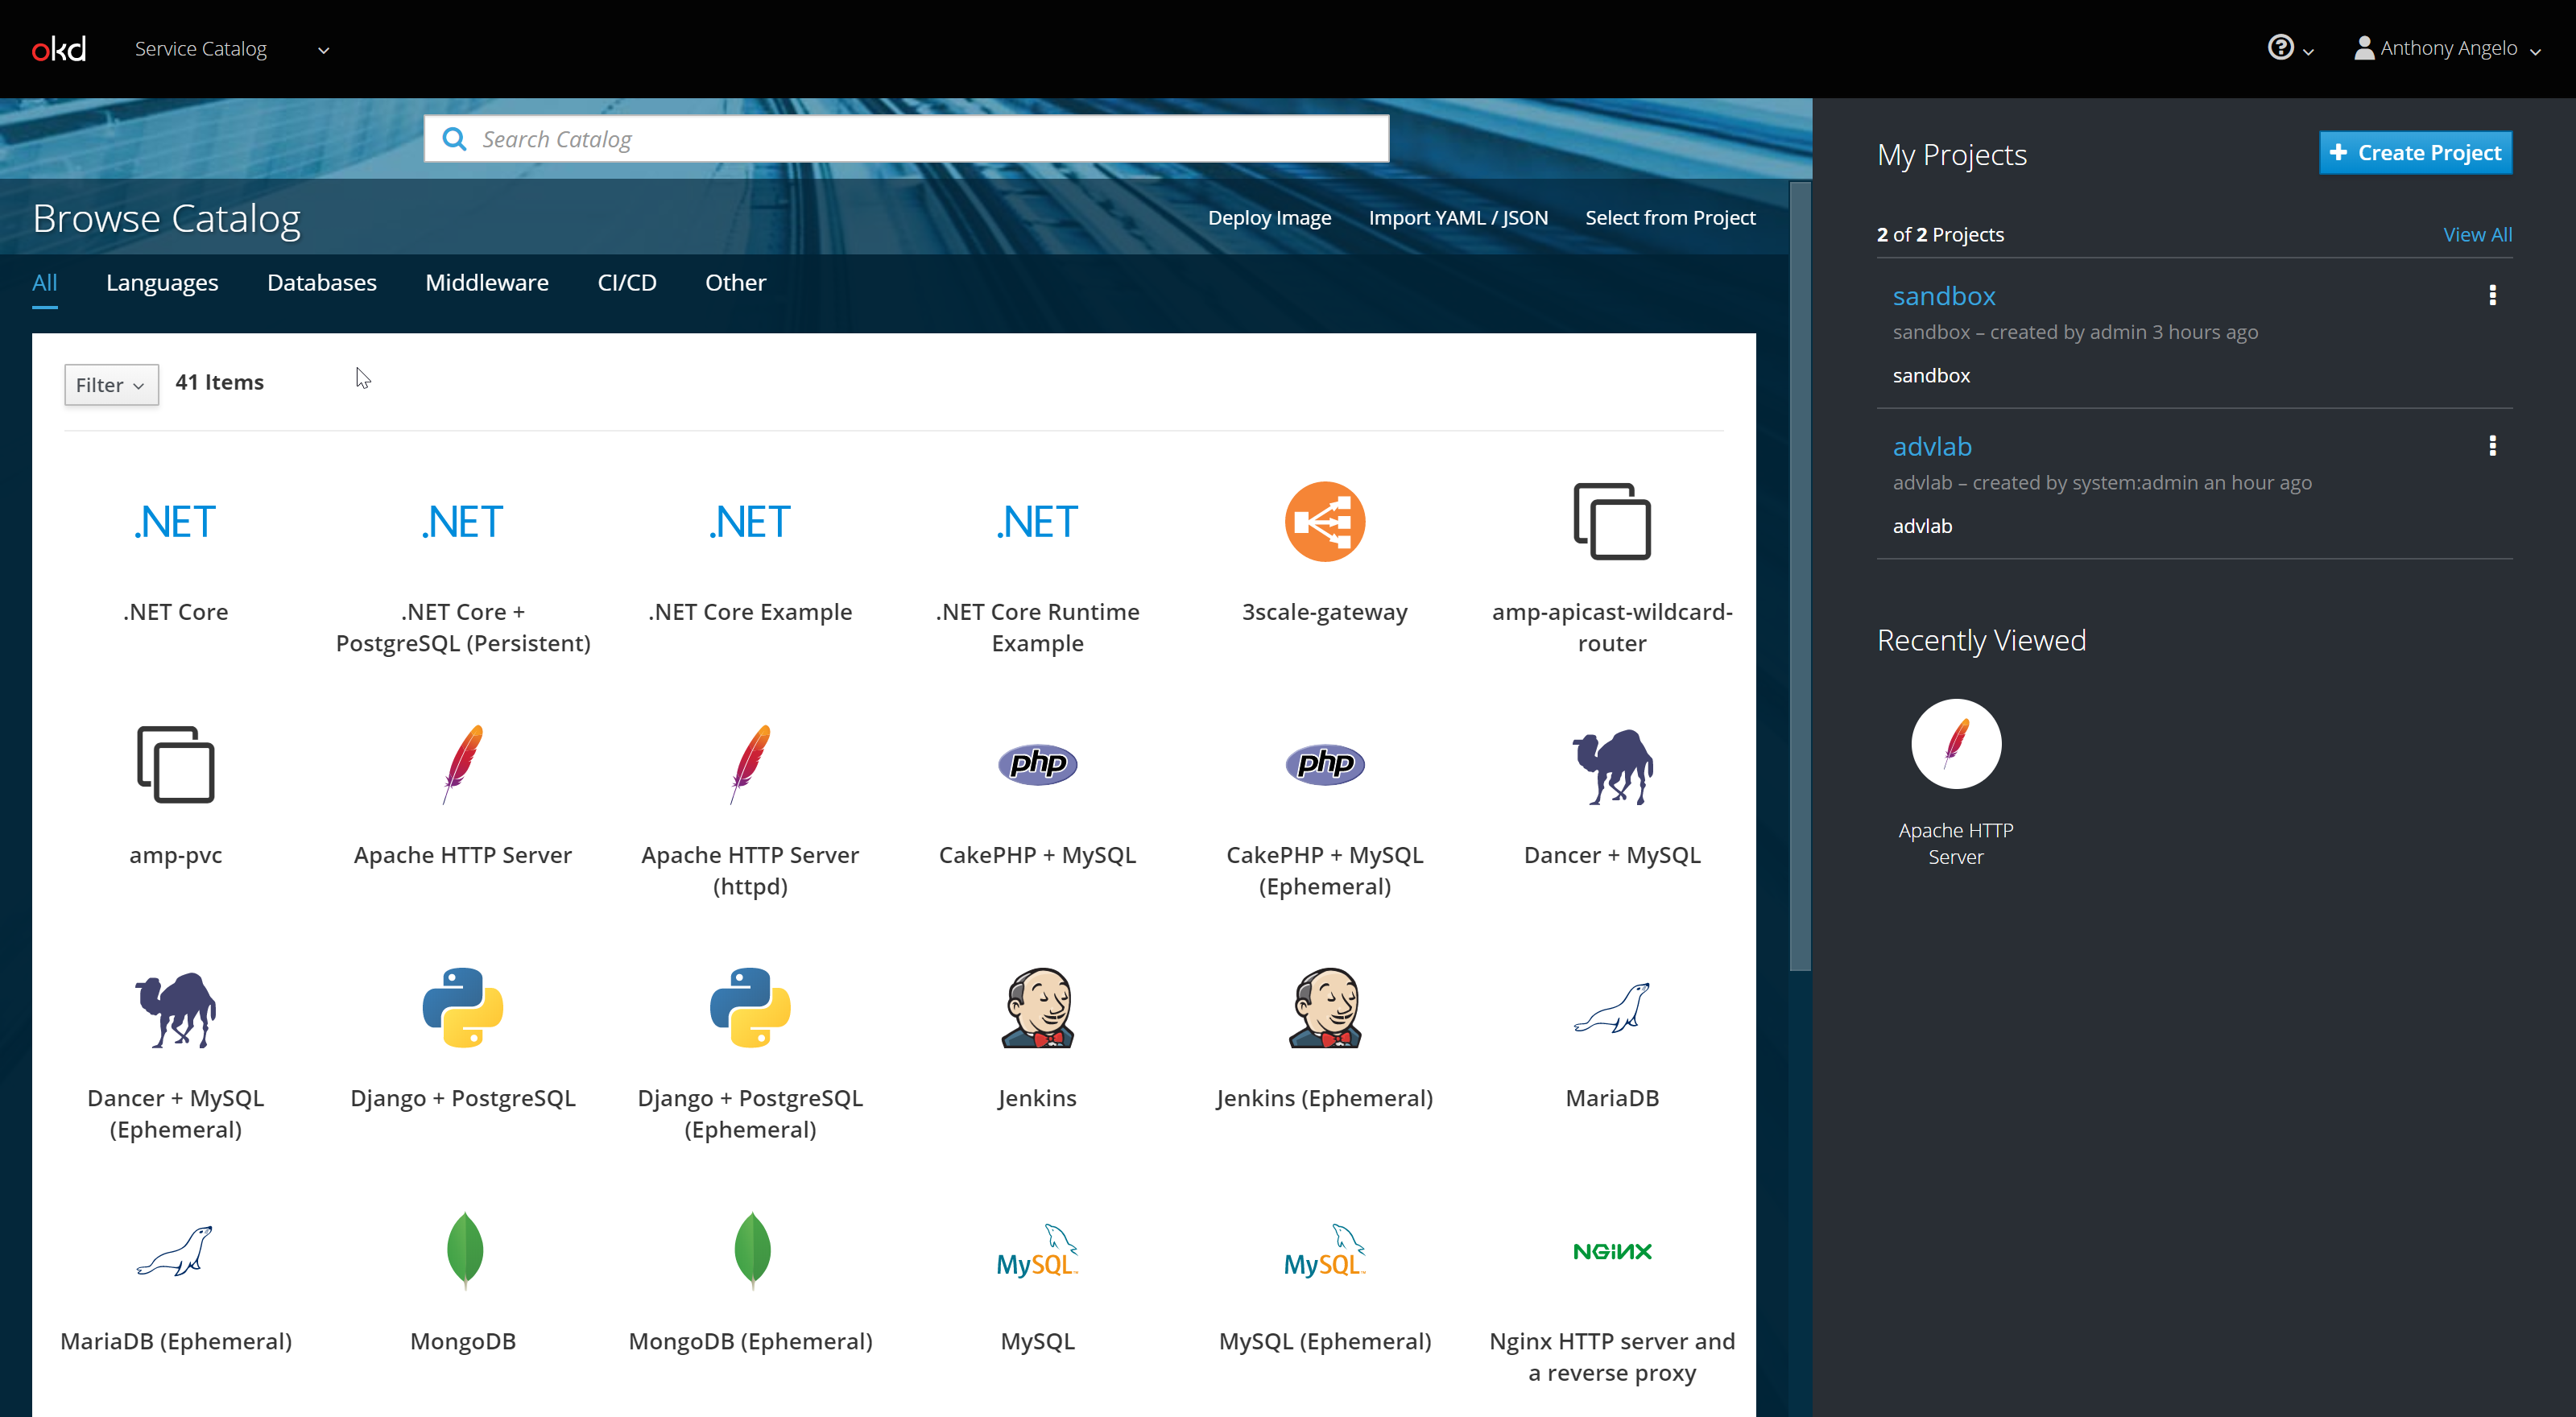 okd
Service Catalog
Anthony Angelo
Search Catalog
Browse Catalog
Deploy Image
Import YAML / JSON
Select from Project
All
Languages
Databases
Middleware
CI/CD
Other
Filter
41 Items
.NET
.NET
.NET
.NET
.NET Core
.NET Core +
PostgreSQL (Persistent)
.NET Core Example
.NET Core Runtime
Example
3scale-gateway
amp-apicast-wildcard-
router
php
php
amp-pvc
Apache HTTP Server
Apache HTTP Server
(httpd)
CakePHP + MySQL
CakePHP + MySQL
(Ephemeral)
Dancer + MySQL
Dancer + MySQL
(Ephemeral)
Django + PostgreSQL
Django + PostgreSQL
(Ephemeral)
Jenkins
Jenkins (Ephemeral)
MariaDB
MySQL
MySQL
NGINX
MariaDB (Ephemeral)
MongoDB
MongoDB (Ephemeral)
MySQL
MySQL (Ephemeral)
Nginx HTTP server and
a reverse proxy
My Projects
+ Create Project
2 of 2 Projects
View All
sandbox
sandbox – created by admin 3 hours ago
sandbox
advlab
advlab – created by system:admin an hour ago
advlab
Recently Viewed
Apache HTTP
Server